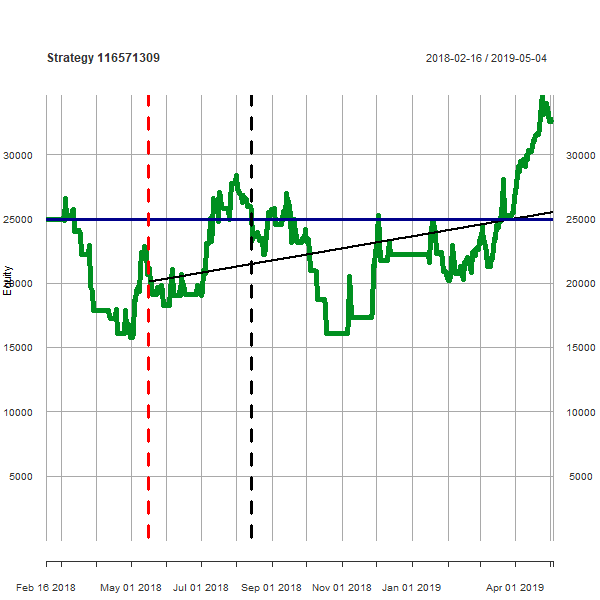 Strategy 116571309
2018-02-16 / 2019-05-04
30000
30000
25000
25000
Equity
20000
20000
15000
15000
10000
10000
5000
5000
Feb 16 2018
May 01 2018
Jul 01 2018
Sep 01 2018
Nov 01 2018
Jan 01 2019
Apr 01 2019